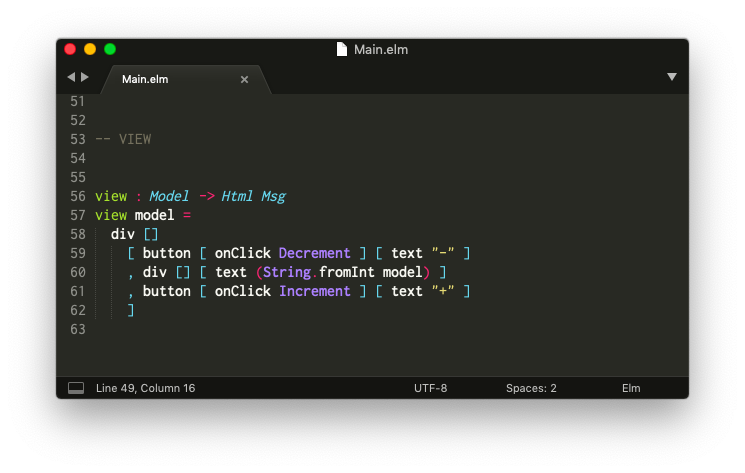 Main.elm
Main.elm ×
51
52
53 -- VIEW
54
55
56 view : Model -> Html Msg
57 view model =
58   div []
59     [ button [ onClick Decrement ] [ text "-" ]
60     , div [] [ text (String.fromInt model) ]
61     , button [ onClick Increment ] [ text "+" ]
62     ]
63
Line 49, Column 16 UTF-8 Spaces: 2 Elm